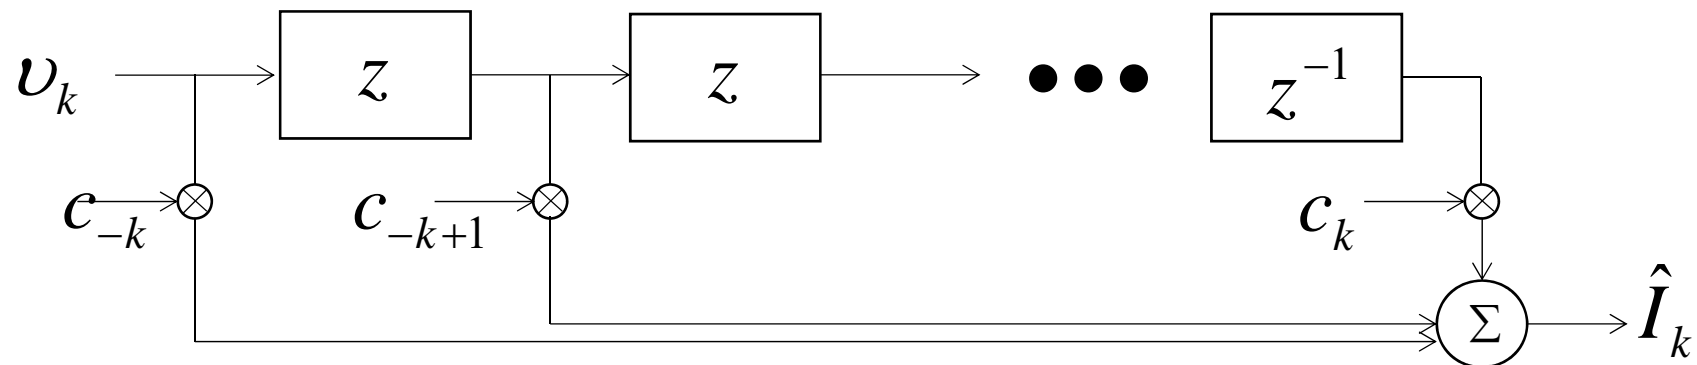 υ_k z z ••• z^{-1}
c_{-k} c_{-k+1} c_k
Σ Î_k